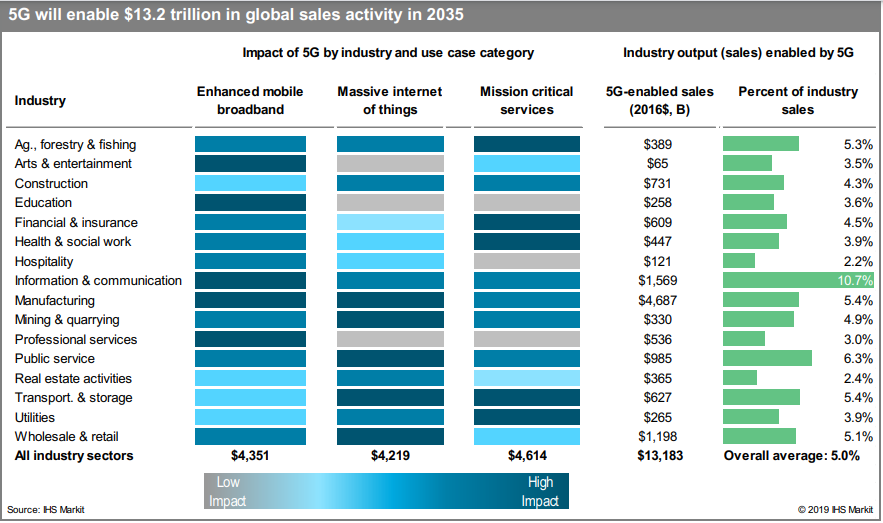 5G will enable $13.2 trillion in global sales activity in 2035
Impact of 5G by industry and use case category
Industry output (sales) enabled by 5G
Industry
Enhanced mobile broadband
Massive internet of things
Mission critical services
5G-enabled sales (2016$, B)
Percent of industry sales
Ag., forestry & fishing $389 5.3%
Arts & entertainment $65 3.5%
Construction $731 4.3%
Education $258 3.6%
Financial & insurance $609 4.5%
Health & social work $447 3.9%
Hospitality $121 2.2%
Information & communication $1,569 10.7%
Manufacturing $4,687 5.4%
Mining & quarrying $330 4.9%
Professional services $536 3.0%
Public service $985 6.3%
Real estate activities $365 2.4%
Transport. & storage $627 5.4%
Utilities $265 3.9%
Wholesale & retail $1,198 5.1%
All industry sectors $4,351 $4,219 $4,614 $13,183 Overall average: 5.0%
Low Impact
High Impact
Source: IHS Markit
© 2019 IHS Markit